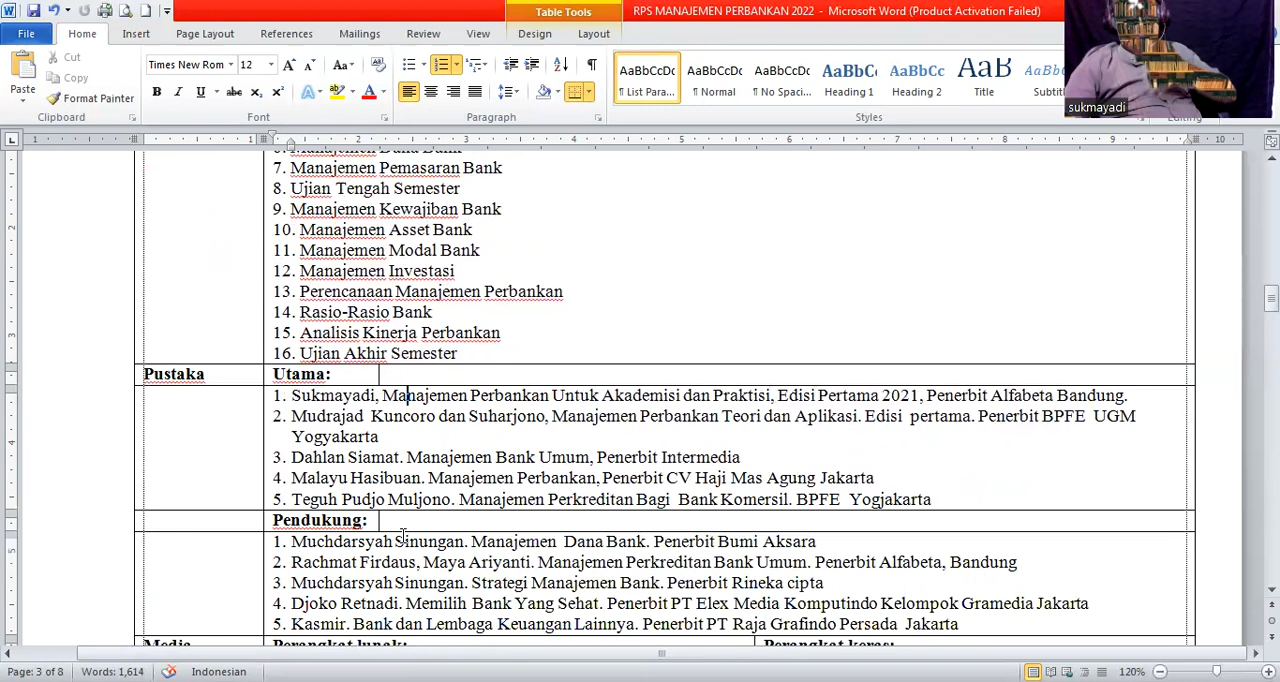 Table Tools
RPS MANAJEMEN PERBANKAN 2022 - Microsoft Word (Product Activation Failed)
File Home Insert Page Layout References Mailings Review View Design Layout
Paste
Cut
Copy
Format Painter
Clipboard
Times New Rom 12
Font
Paragraph
AaBbCcDc AaBbCcDc AaBbCcDc AaBbCc AaBbCc AaB
¶ List Para... ¶ Normal ¶ No Spaci... Heading 1 Heading 2 Title
Styles
sukmayadi
7. Manajemen Pemasaran Bank
8. Ujian Tengah Semester
9. Manajemen Kewajiban Bank
10. Manajemen Asset Bank
11. Manajemen Modal Bank
12. Manajemen Investasi
13. Perencanaan Manajemen Perbankan
14. Rasio-Rasio Bank
15. Analisis Kinerja Perbankan
16. Ujian Akhir Semester
Pustaka Utama:
1. Sukmayadi, Manajemen Perbankan Untuk Akademisi dan Praktisi, Edisi Pertama 2021, Penerbit Alfabeta Bandung.
2. Mudrajad Kuncoro dan Suharjono, Manajemen Perbankan Teori dan Aplikasi. Edisi pertama. Penerbit BPFE UGM
Yogyakarta
3. Dahlan Siamat. Manajemen Bank Umum, Penerbit Intermedia
4. Malayu Hasibuan. Manajemen Perbankan, Penerbit CV Haji Mas Agung Jakarta
5. Teguh Pudjo Muljono. Manajemen Perkreditan Bagi Bank Komersil. BPFE Yogjakarta
Pendukung:
1. Muchdarsyah Sinungan. Manajemen Dana Bank. Penerbit Bumi Aksara
2. Rachmat Firdaus, Maya Ariyanti. Manajemen Perkreditan Bank Umum. Penerbit Alfabeta, Bandung
3. Muchdarsyah Sinungan. Strategi Manajemen Bank. Penerbit Rineka cipta
4. Djoko Retnadi. Memilih Bank Yang Sehat. Penerbit PT Elex Media Komputindo Kelompok Gramedia Jakarta
5. Kasmir. Bank dan Lembaga Keuangan Lainnya. Penerbit PT Raja Grafindo Persada Jakarta
Media Perangkat lunak: Perangkat keras:
Page: 3 of 8 Words: 1,614 Indonesian 120%